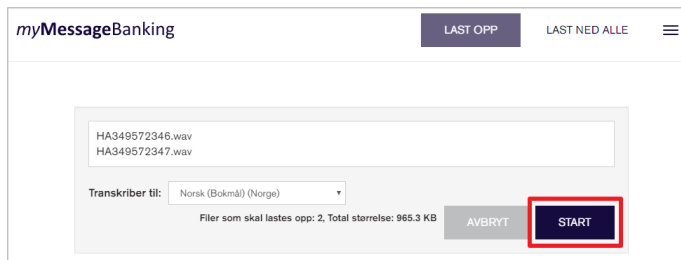 myMessageBanking
LAST OPP
LAST NED ALLE
HA349572346.wav
HA349572347.wav
Transkriber til: Norsk (Bokmål) (Norge)
Filer som skal lastes opp: 2, Total størrelse: 965.3 KB
AVBRYT
START